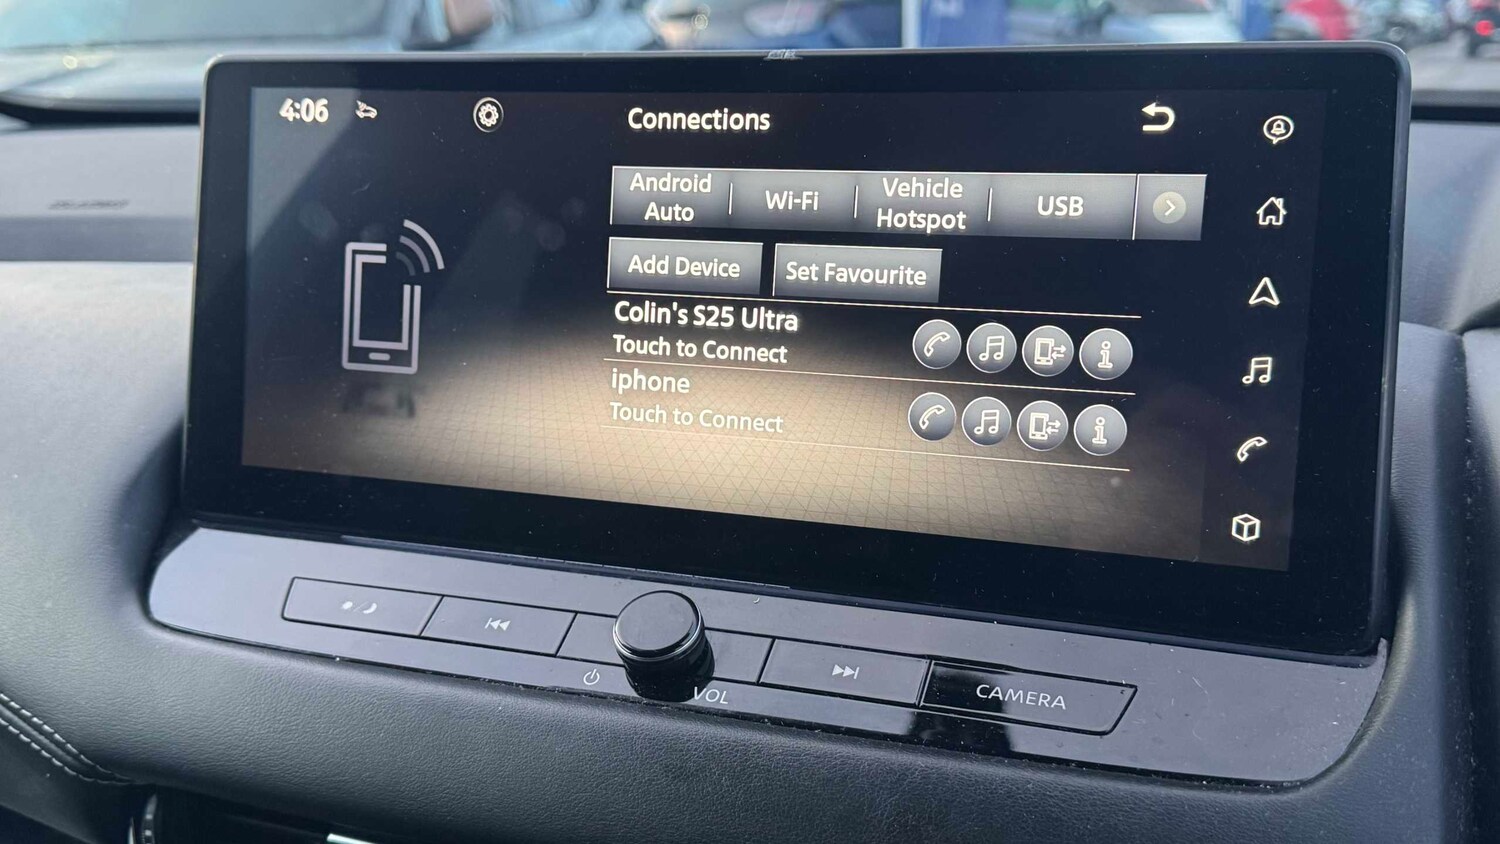 4:06
Connections
Android
Auto
Wi-Fi
Vehicle
Hotspot
USB
Add Device
Set Favourite
Colin's S25 Ultra
Touch to Connect
iphone
Touch to Connect
VOL
CAMERA